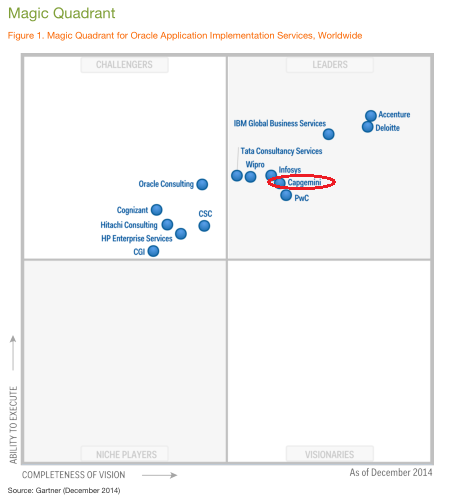 Magic Quadrant
Figure 1. Magic Quadrant for Oracle Application Implementation Services, Worldwide
CHALLENGERS
LEADERS
Accenture
IBM Global Business Services
Deloitte
Tata Consultancy Services
Wipro
Infosys
Oracle Consulting
Capgemini
PwC
Cognizant
CSC
Hitachi Consulting
HP Enterprise Services
CGI
ABILITY TO EXECUTE
NICHE PLAYERS
VISIONARIES
COMPLETENESS OF VISION
As of December 2014
Source: Gartner (December 2014)